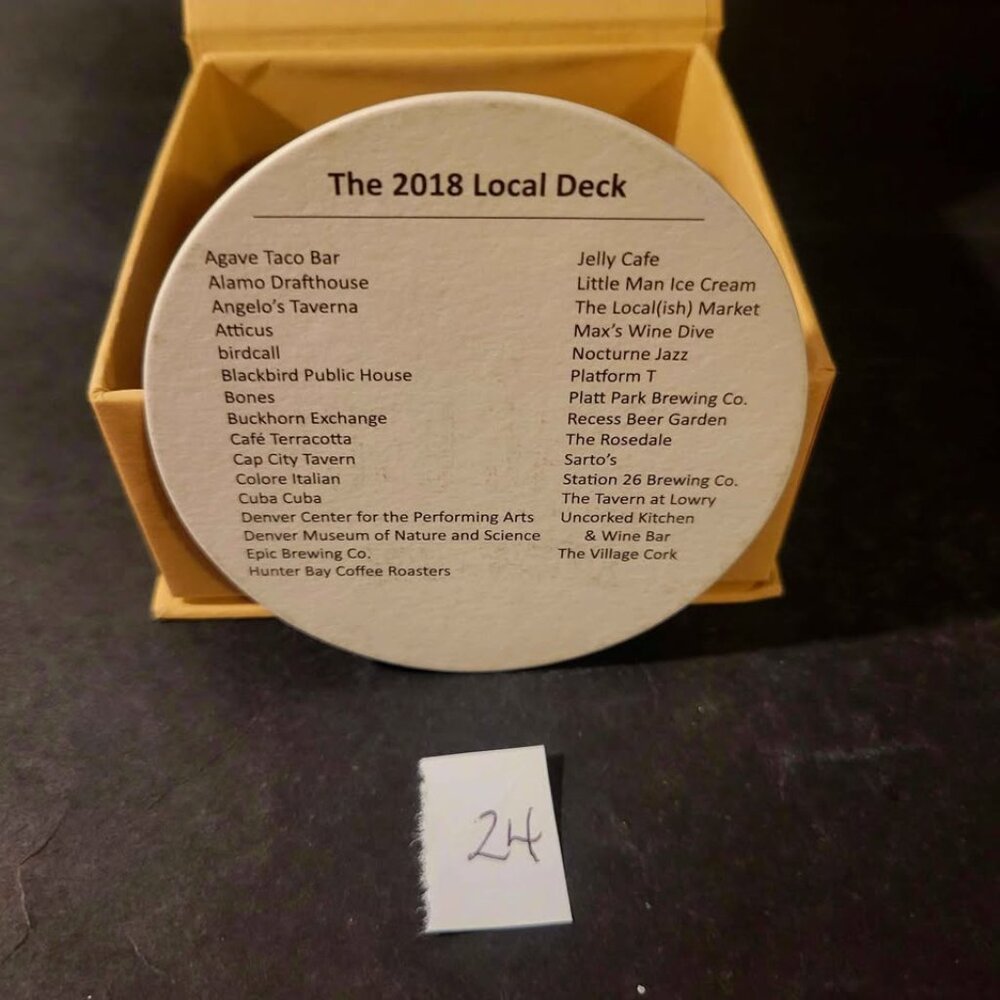 The 2018 Local Deck
Agave Taco Bar
Alamo Drafthouse
Angelo's Taverna
Atticus
birdcall
Blackbird Public House
Bones
Buckhorn Exchange
Café Terracotta
Cap City Tavern
Colore Italian
Cuba Cuba
Denver Center for the Performing Arts
Denver Museum of Nature and Science
Epic Brewing Co.
Hunter Bay Coffee Roasters
Jelly Cafe
Little Man Ice Cream
The Local(ish) Market
Max's Wine Dive
Nocturne Jazz
Platform T
Platt Park Brewing Co.
Recess Beer Garden
The Rosedale
Sarto's
Station 26 Brewing Co.
The Tavern at Lowry
Uncorked Kitchen
& Wine Bar
The Village Cork
24